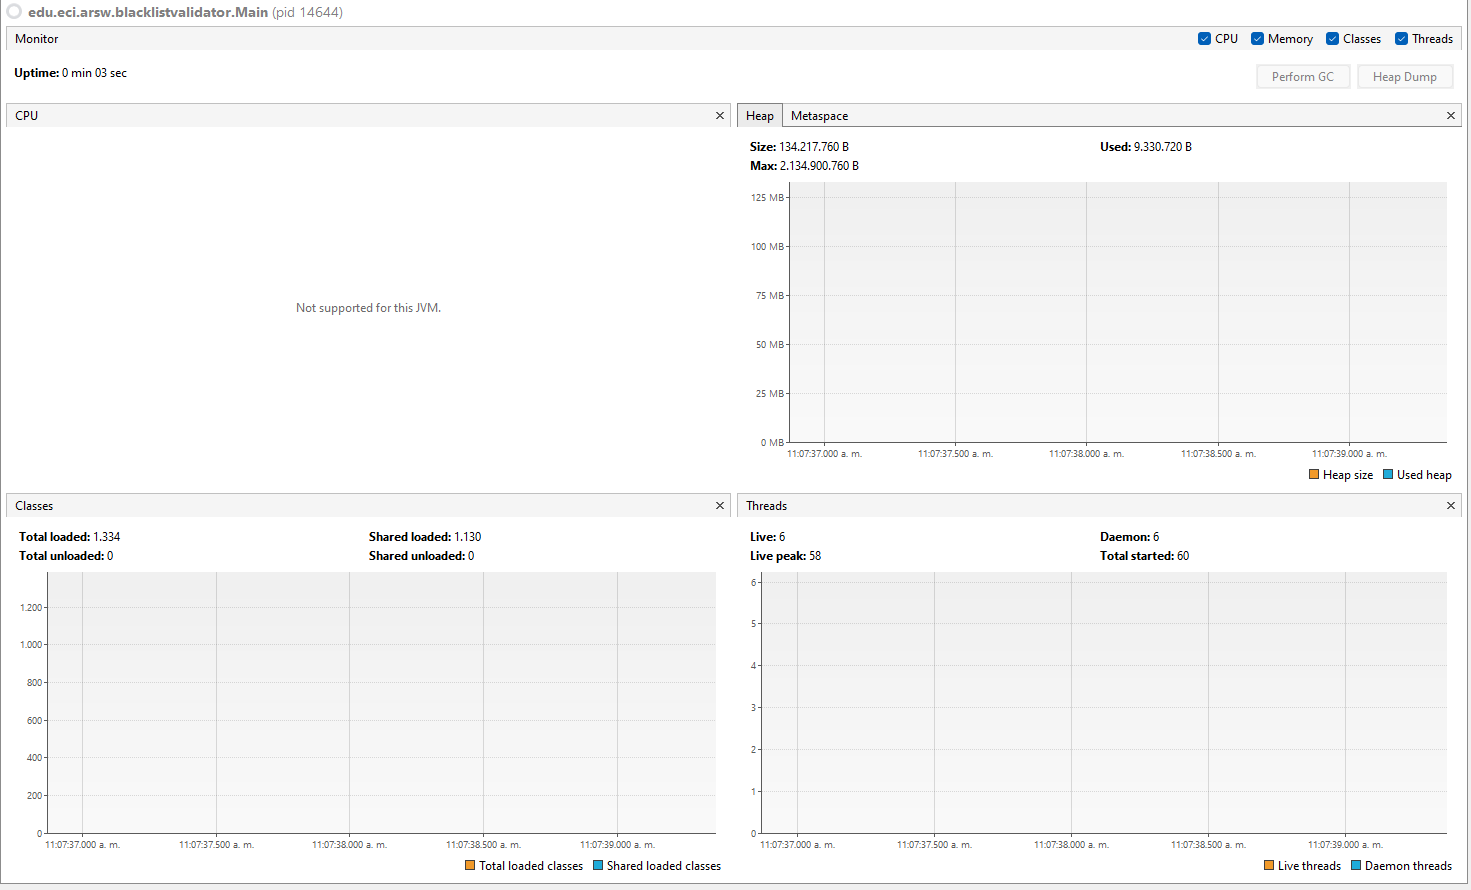 edu.eci.arsw.blacklistvalidator.Main (pid 14644)
Monitor
CPU Memory Classes Threads
Uptime: 0 min 03 sec
Perform GC Heap Dump
CPU
Not supported for this JVM.
Heap Metaspace
Size: 134.217.760 B Used: 9.330.720 B
Max: 2.134.900.760 B
125 MB
100 MB
75 MB
50 MB
25 MB
0 MB
11:07:37.000 a. m. 11:07:37.500 a. m. 11:07:38.000 a. m. 11:07:38.500 a. m. 11:07:39.000 a. m.
Heap size Used heap
Classes
Total loaded: 1.334 Shared loaded: 1.130
Total unloaded: 0 Shared unloaded: 0
1.200
1.000
800
600
400
200
0
11:07:37.000 a. m. 11:07:37.500 a. m. 11:07:38.000 a. m. 11:07:38.500 a. m. 11:07:39.000 a. m.
Total loaded classes Shared loaded classes
Threads
Live: 6 Daemon: 6
Live peak: 58 Total started: 60
6
5
4
3
2
1
0
11:07:37.000 a. m. 11:07:37.500 a. m. 11:07:38.000 a. m. 11:07:38.500 a. m. 11:07:39.000 a. m.
Live threads Daemon threads